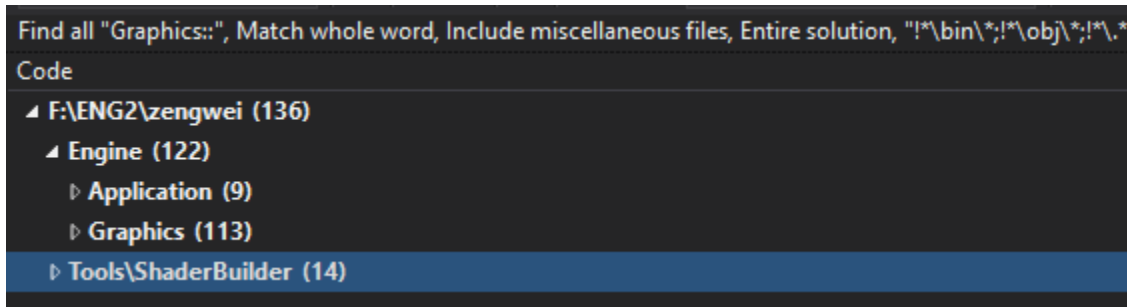 Find all "Graphics::", Match whole word, Include miscellaneous files, Entire solution, "!*\bin\*;!*\obj\*;!*\.*
Code
F:\ENG2\zengwei (136)
Engine (122)
Application (9)
Graphics (113)
Tools\ShaderBuilder (14)